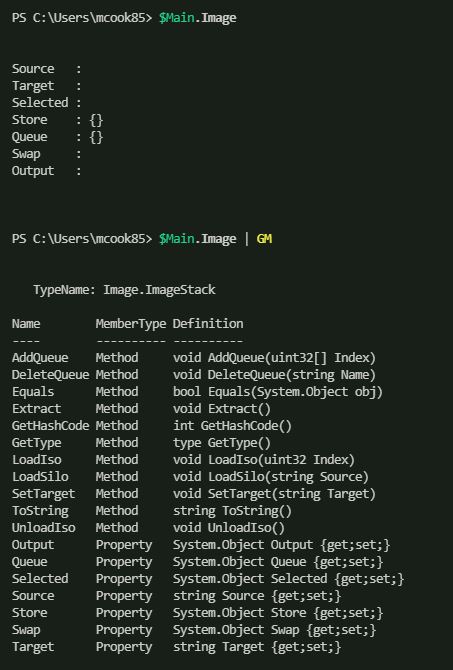 PS C:\Users\mcook85> $Main.Image
Source   :
Target   :
Selected :
Store    : {}
Queue    : {}
Swap     :
Output   :
PS C:\Users\mcook85> $Main.Image | GM
   TypeName: Image.ImageStack
Name        MemberType Definition
----        ---------- ----------
AddQueue    Method     void AddQueue(uint32[] Index)
DeleteQueue Method     void DeleteQueue(string Name)
Equals      Method     bool Equals(System.Object obj)
Extract     Method     void Extract()
GetHashCode Method     int GetHashCode()
GetType     Method     type GetType()
LoadIso     Method     void LoadIso(uint32 Index)
LoadSilo    Method     void LoadSilo(string Source)
SetTarget   Method     void SetTarget(string Target)
ToString    Method     string ToString()
UnloadIso   Method     void UnloadIso()
Output      Property   System.Object Output {get;set;}
Queue       Property   System.Object Queue {get;set;}
Selected    Property   System.Object Selected {get;set;}
Source      Property   string Source {get;set;}
Store       Property   System.Object Store {get;set;}
Swap        Property   System.Object Swap {get;set;}
Target      Property   string Target {get;set;}